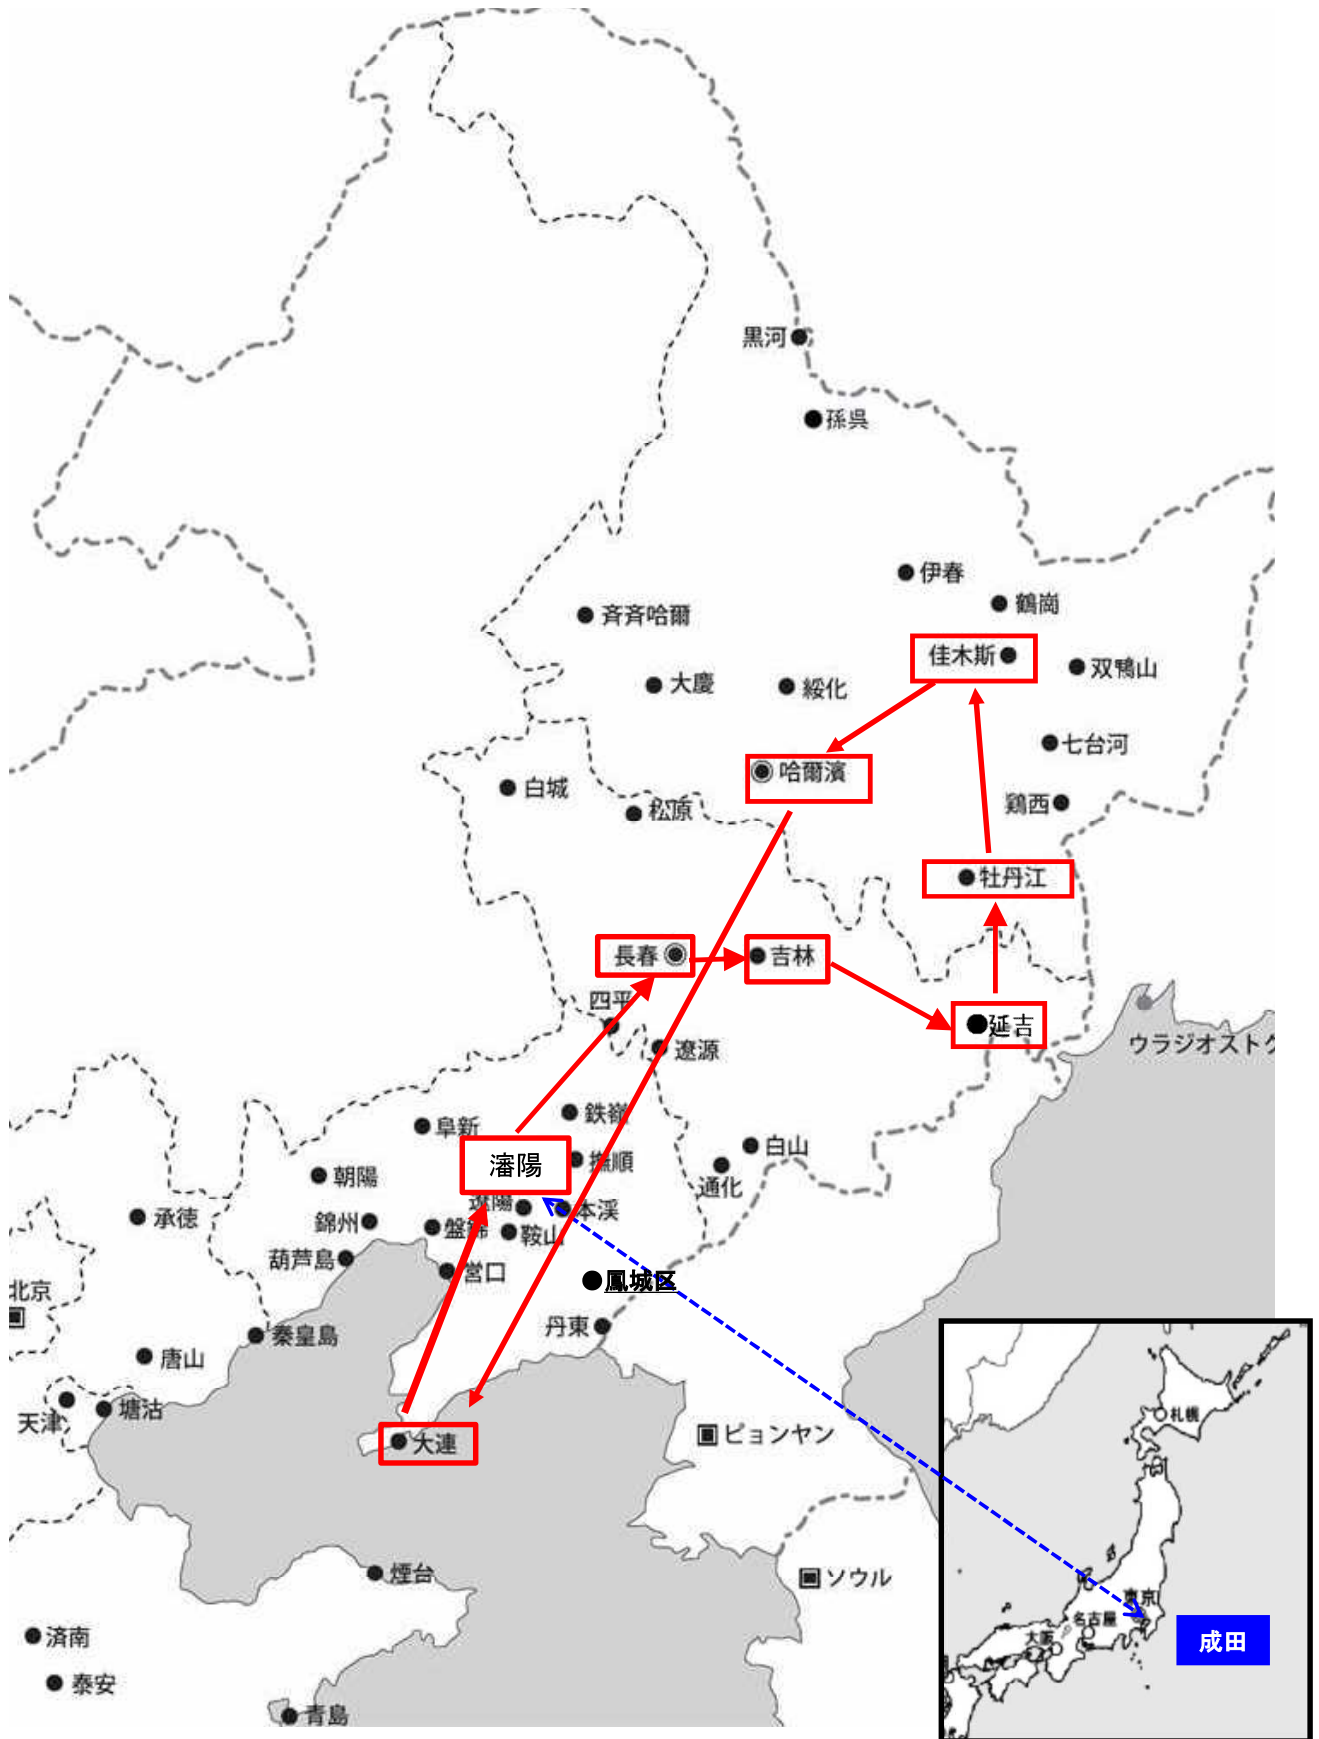 黒河
孫呉
伊春
鶴崗
斉斉哈爾
佳木斯
双鴨山
大慶
綏化
七台河
哈爾濱
白城
松原
鶏西
牡丹江
長春
吉林
四平
延吉
遼源
ウラジオストク
鉄嶺
阜新
瀋陽
撫順
白山
朝陽
通化
遼陽
本渓
承徳
錦州
盤錦
鞍山
葫芦島
営口
鳳城区
北京
丹東
秦皇島
唐山
天津
塘沽
大連
ピョンヤン
札幌
煙台
ソウル
東京
名古屋
大阪
成田
済南
泰安
青島